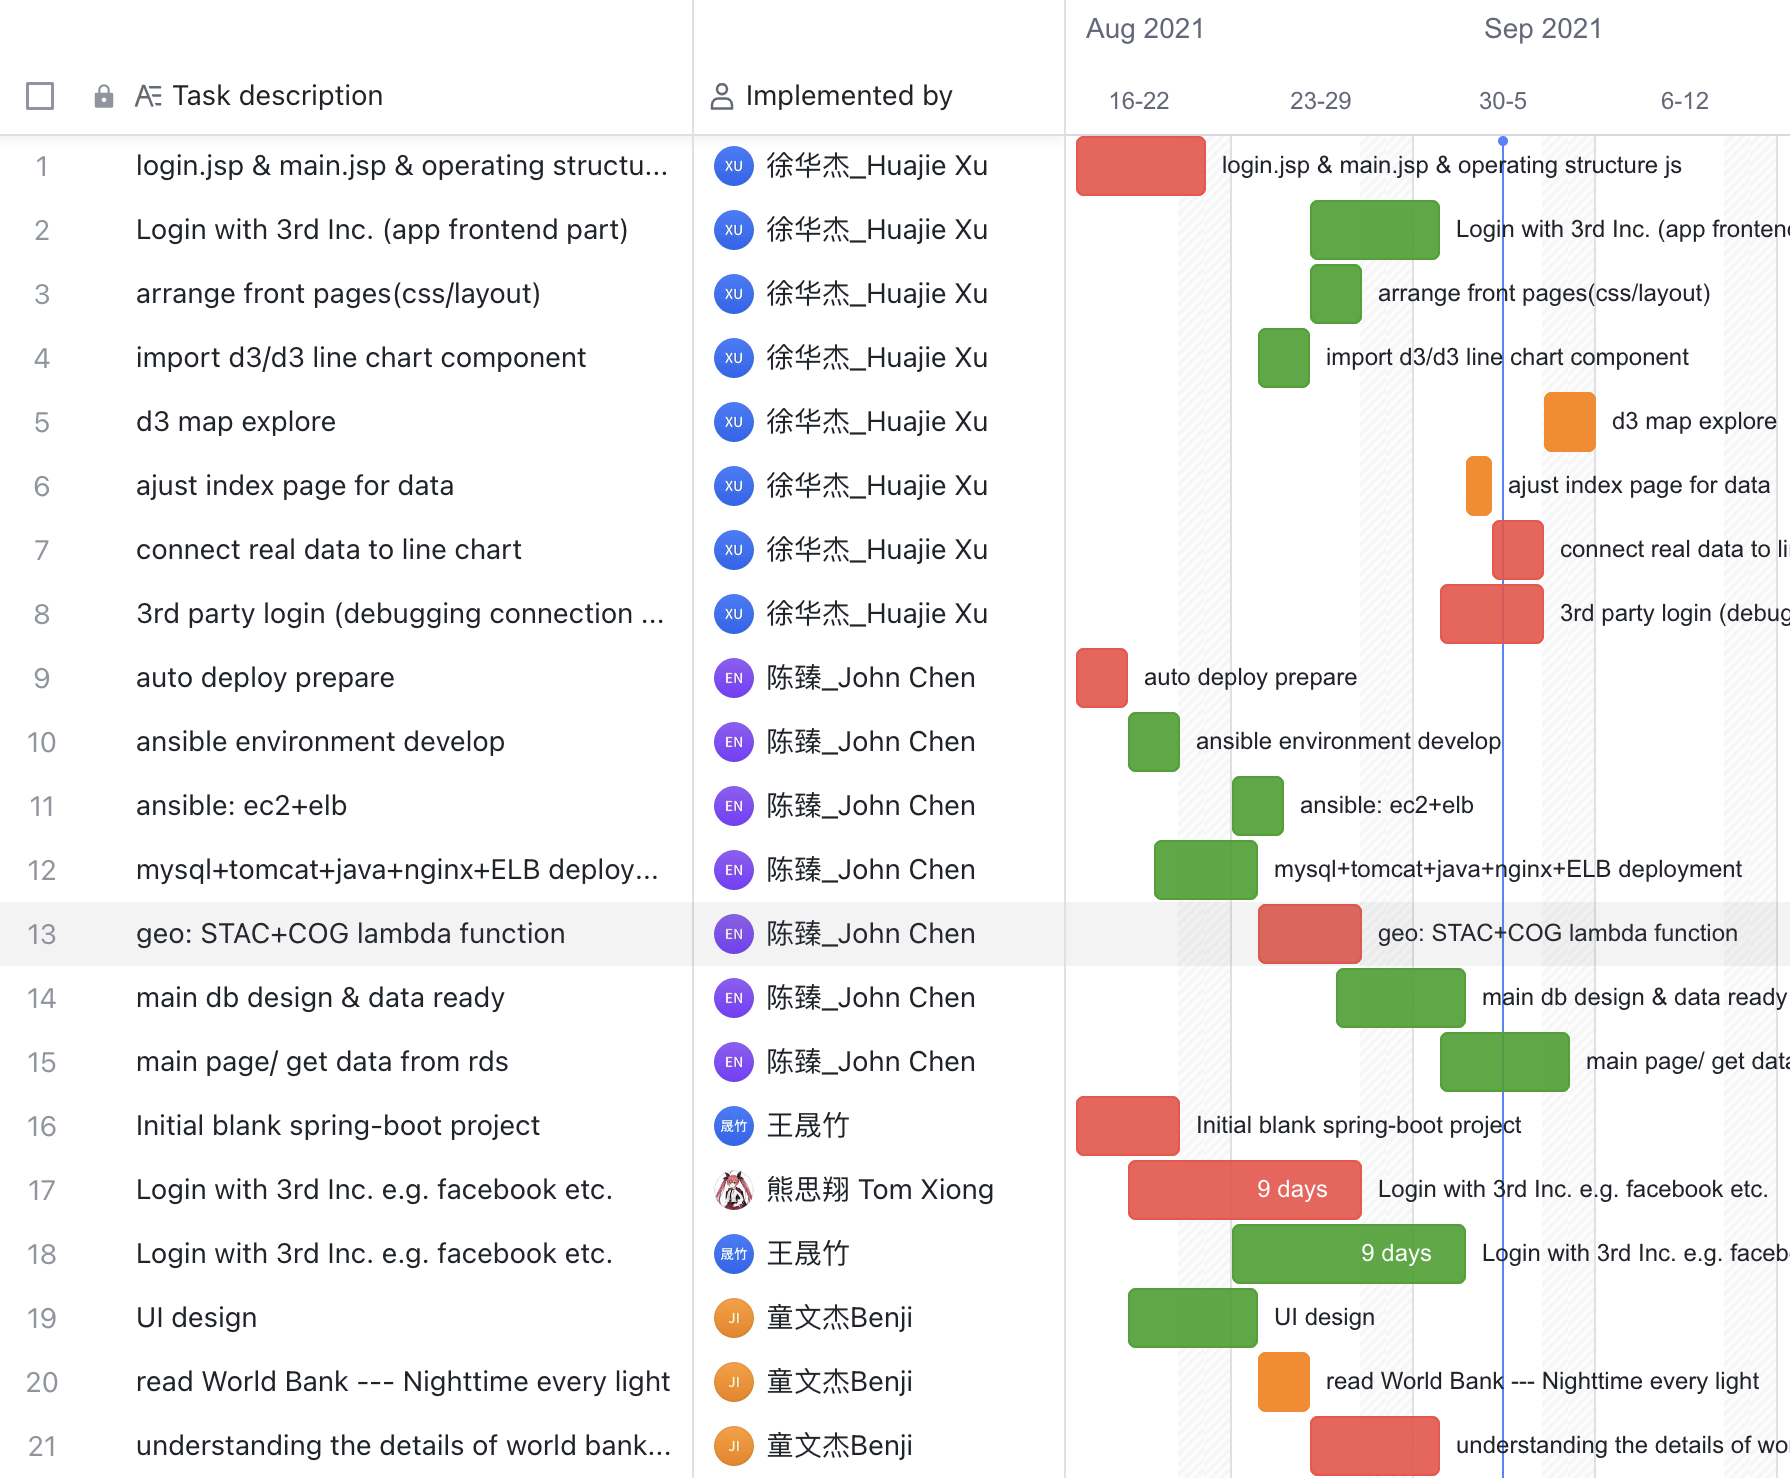 Aug 2021 Sep 2021
Task description Implemented by 16-22 23-29 30-5 6-12
1 login.jsp & main.jsp & operating structu... XU 徐华杰_Huajie Xu login.jsp & main.jsp & operating structure js
2 Login with 3rd Inc. (app frontend part) XU 徐华杰_Huajie Xu Login with 3rd Inc. (app fronten
3 arrange front pages(css/layout) XU 徐华杰_Huajie Xu arrange front pages(css/layout)
4 import d3/d3 line chart component XU 徐华杰_Huajie Xu import d3/d3 line chart component
5 d3 map explore XU 徐华杰_Huajie Xu d3 map explore
6 ajust index page for data XU 徐华杰_Huajie Xu ajust index page for data
7 connect real data to line chart XU 徐华杰_Huajie Xu connect real data to li
8 3rd party login (debugging connection ... XU 徐华杰_Huajie Xu 3rd party login (debug
9 auto deploy prepare EN 陈臻_John Chen auto deploy prepare
10 ansible environment develop EN 陈臻_John Chen ansible environment develop
11 ansible: ec2+elb EN 陈臻_John Chen ansible: ec2+elb
12 mysql+tomcat+java+nginx+ELB deploy... EN 陈臻_John Chen mysql+tomcat+java+nginx+ELB deployment
13 geo: STAC+COG lambda function EN 陈臻_John Chen geo: STAC+COG lambda function
14 main db design & data ready EN 陈臻_John Chen main db design & data ready
15 main page/ get data from rds EN 陈臻_John Chen main page/ get data
16 Initial blank spring-boot project 晟竹 王晟竹 Initial blank spring-boot project
17 Login with 3rd Inc. e.g. facebook etc. 熊思翔 Tom Xiong 9 days Login with 3rd Inc. e.g. facebook etc.
18 Login with 3rd Inc. e.g. facebook etc. 晟竹 王晟竹 9 days Login with 3rd Inc. e.g. faceb
19 UI design JI 童文杰Benji UI design
20 read World Bank --- Nighttime every light JI 童文杰Benji read World Bank --- Nighttime every light
21 understanding the details of world bank... JI 童文杰Benji understanding the details of wo